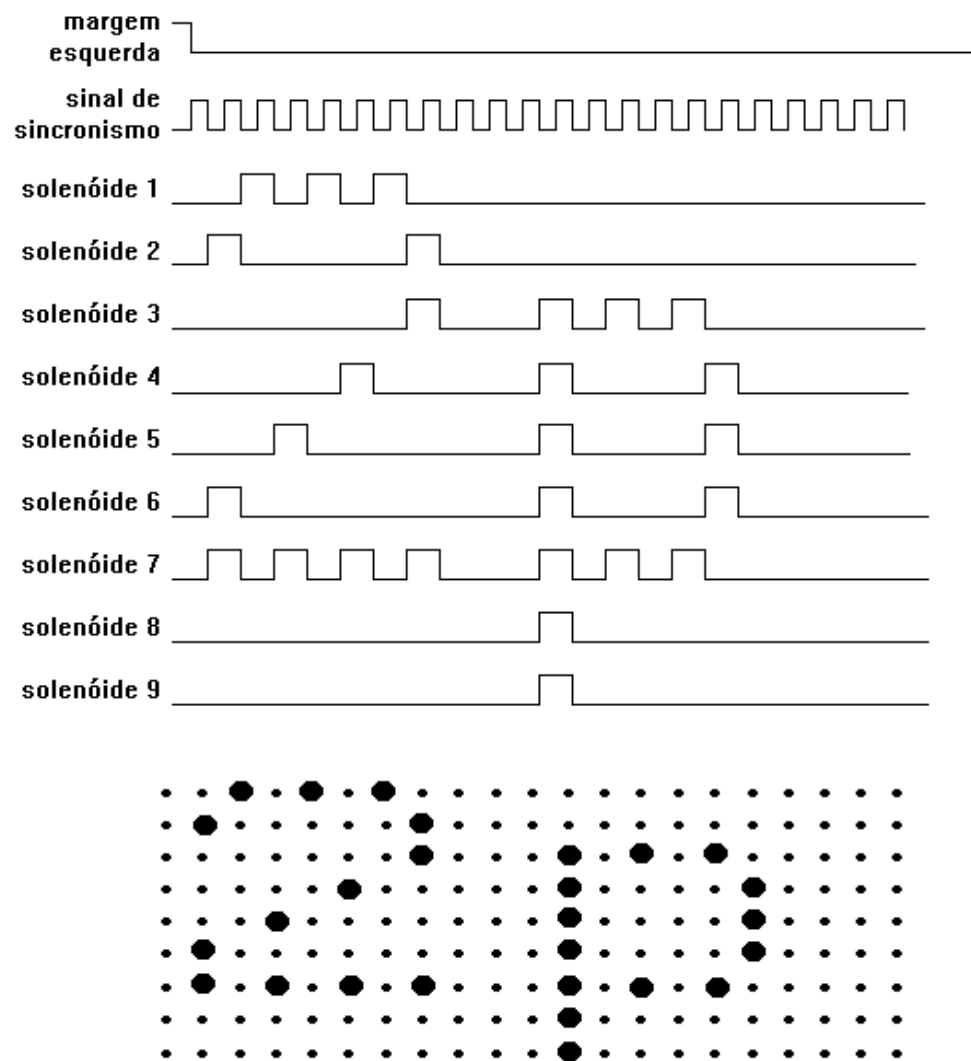 margem
esquerda
sinal de
sincronismo
solenóide 1
solenóide 2
solenóide 3
solenóide 4
solenóide 5
solenóide 6
solenóide 7
solenóide 8
solenóide 9